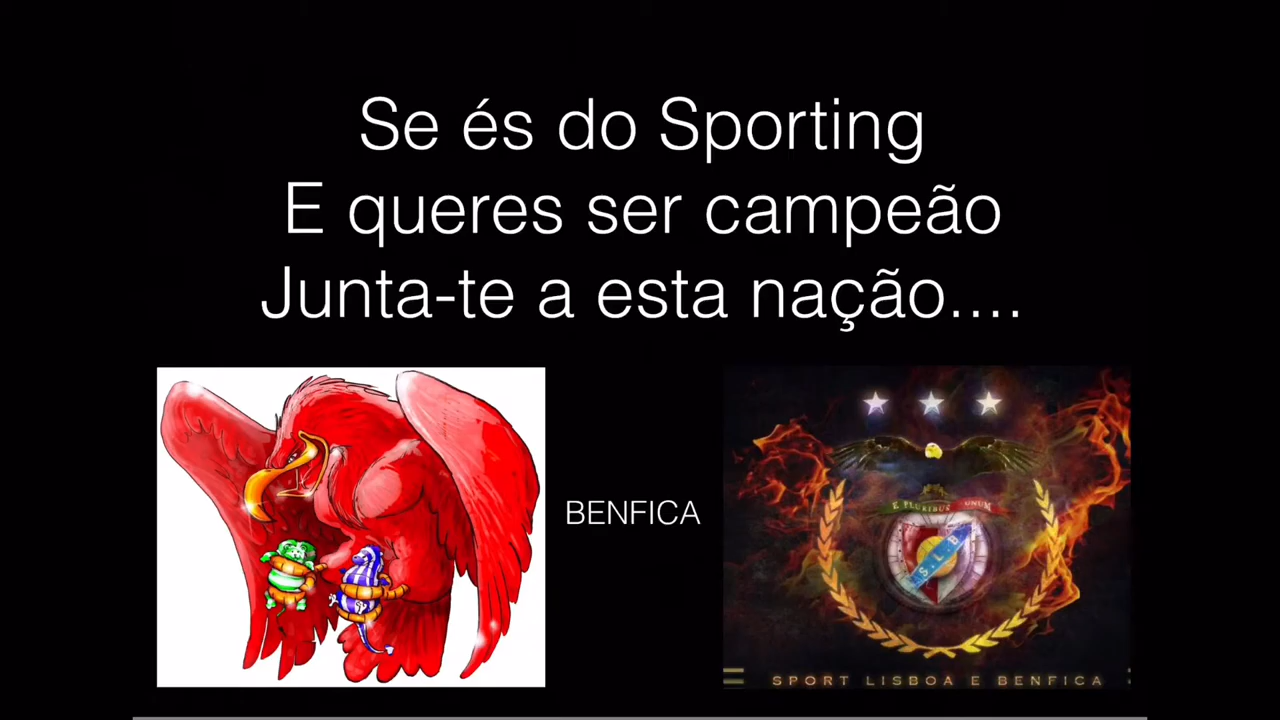 Se és do Sporting
E queres ser campeão
Junta-te a esta nação....
BENFICA
E PLURIBUS UNUM
S.L.B
SPORT LISBOA E BENFICA